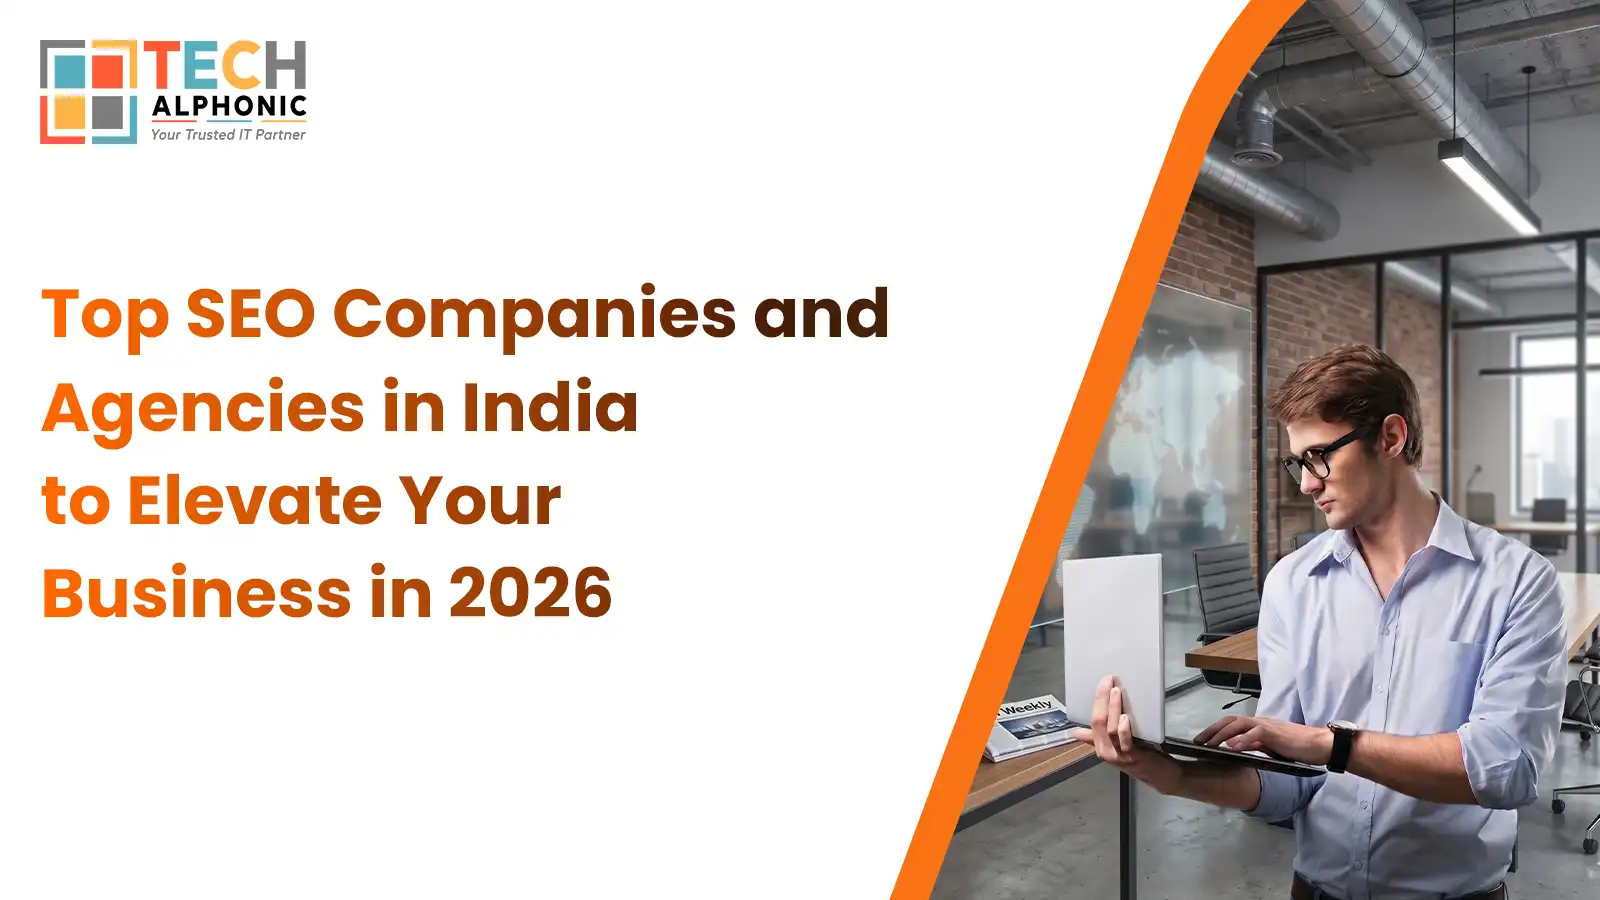 TECH
ALPHONIC
Your Trusted IT Partner
Top SEO Companies and
Agencies in India
to Elevate Your
Business in 2026
Weekly